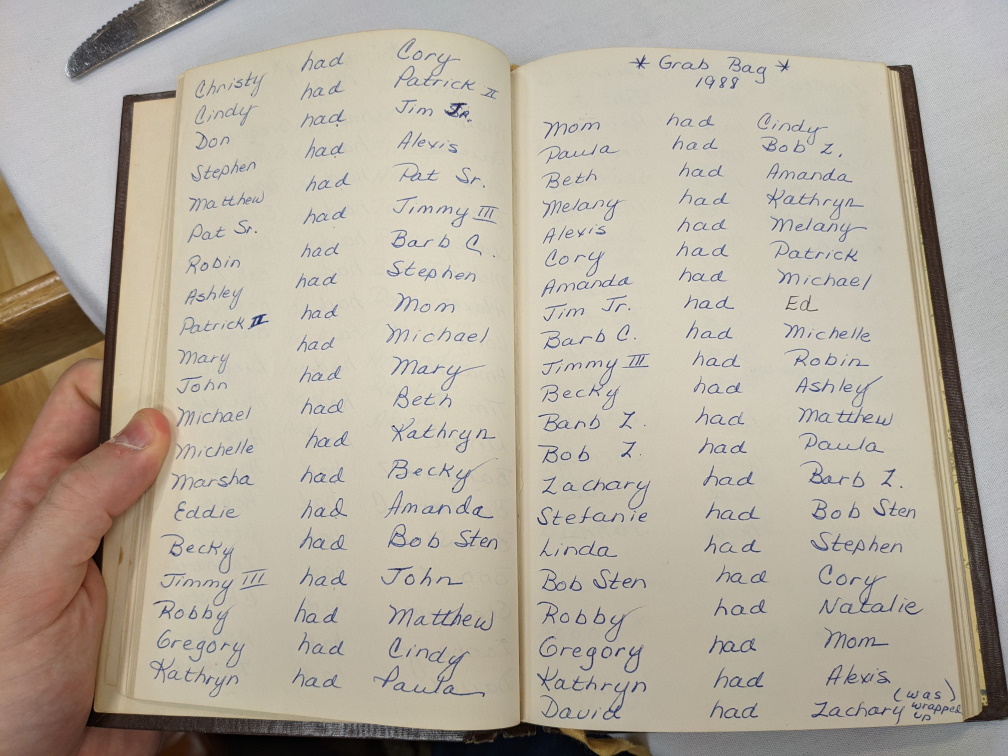 Christy had Cory
Cindy had Patrick II
Don had Jim Jr.
Stephen had Alexis
Matthew had Pat Sr.
Pat Sr. had Jimmy III
Robin had Barb C.
Ashley had Stephen
Patrick II had Mom
Mary had Michael
John had Mary
Michael had Beth
Michelle had Kathryn
Marsha had Becky
Eddie had Amanda
Becky had Bob Sten
Jimmy III had John
Robby had Matthew
Gregory had Cindy
Kathryn had Paula
* Grab Bag *
1988
Mom had Cindy
Paula had Bob Z.
Beth had Amanda
Melany had Kathryn
Alexis had Melany
Cory had Patrick
Amanda had Michael
Jim Jr. had Ed
Barb C. had Michelle
Jimmy III had Robin
Becky had Ashley
Barb Z. had Matthew
Bob Z. had Paula
Zachary had Barb Z.
Stefanie had Bob Sten
Linda had Stephen
Bob Sten had Cory
Robby had Natalie
Gregory had Mom
Kathryn had Alexis
David had Zachary (was) wrapped up